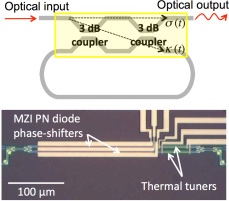 Optical input
Optical output
3 dB
coupler
3 dB
coupler
σ(t)
κ(t)
MZI PN diode
phase-shifters
Thermal tuners
100 μm